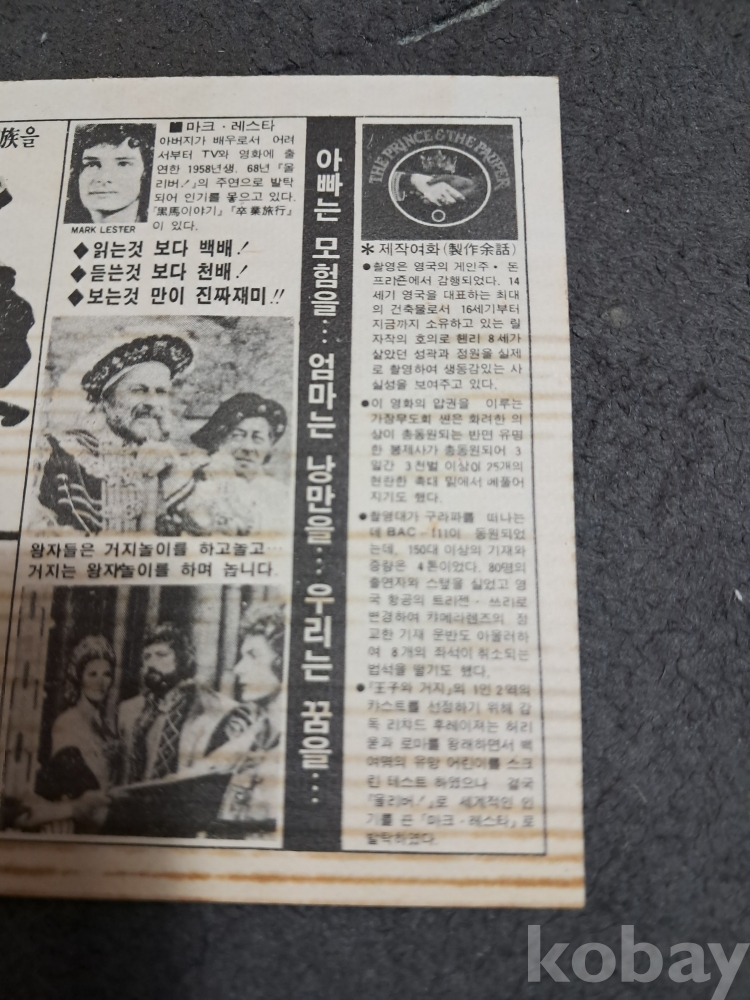 族을
■ 마크・레스타
아버지가 배우로서 어려
서부터 TV와 영화에 출
연한 1958년생. 68년 『올
리버!』의 주연으로 발탁
되어 인기를 뫃으고 있다.
『黑馬이야기』『卒業旅行』
이 있다.
MARK LESTER
◆읽는것 보다 백배!
◆듣는것 보다 천배!
◆보는것 만이 진짜재미!!
왕자들은 거지놀이를 하고놀고…
거지는 왕자놀이를 하며 놉니다.
아빠는 모험을… 엄마는 낭만을… 우리는 꿈을…
THE PRINCE & THE PAUPER
＊제작여화(製作余話)
●촬영은 영국의 게인주・돈
프라즌에서 감행되었다. 14
세기 영국을 대표하는 최대
의 건축물로서 16세기부터
지금까지 소유하고 있는 릴
자작의 호의로 헨리 8세가
살았던 성곽과 정원을 실제
로 촬영하여 생동감있는 사
실성을 보여주고 있다.
●이 영화의 압권을 이루는
가장무도회 씬은 화려한 의
상이 총동원되는 반면 유명
한 봉제사가 총동원되어 3
일간 3천벌 이상이 25개의
현란한 촉대 밑에서 베풀어
지기도 했다.
●촬영대가 구라파를 떠나는
데 BAC-111이 동원되었
는데, 150대 이상의 기재와
중량은 4톤이었다. 80명의
출연자와 스탭을 실었고 영
국 항공의 트리젠・쓰리로
변경하여 캬메라렌즈의 정
교한 기재 운반도 아울러하
여 8개의 좌석이 취소되는
법석을 떨기도 했다.
●『王子와 거지』의 1인 2역의
캬스트를 선정하기 위해 감
독 리챠드 후레이져는 허리
욷과 로마를 왕래하면서 백
여명의 유망 어린이를 스크
린 테스트 하였으나 결국
『올리버!』로 세계적인 인
기를 든 「마크・레스타」로
발탁하였다.
kobay